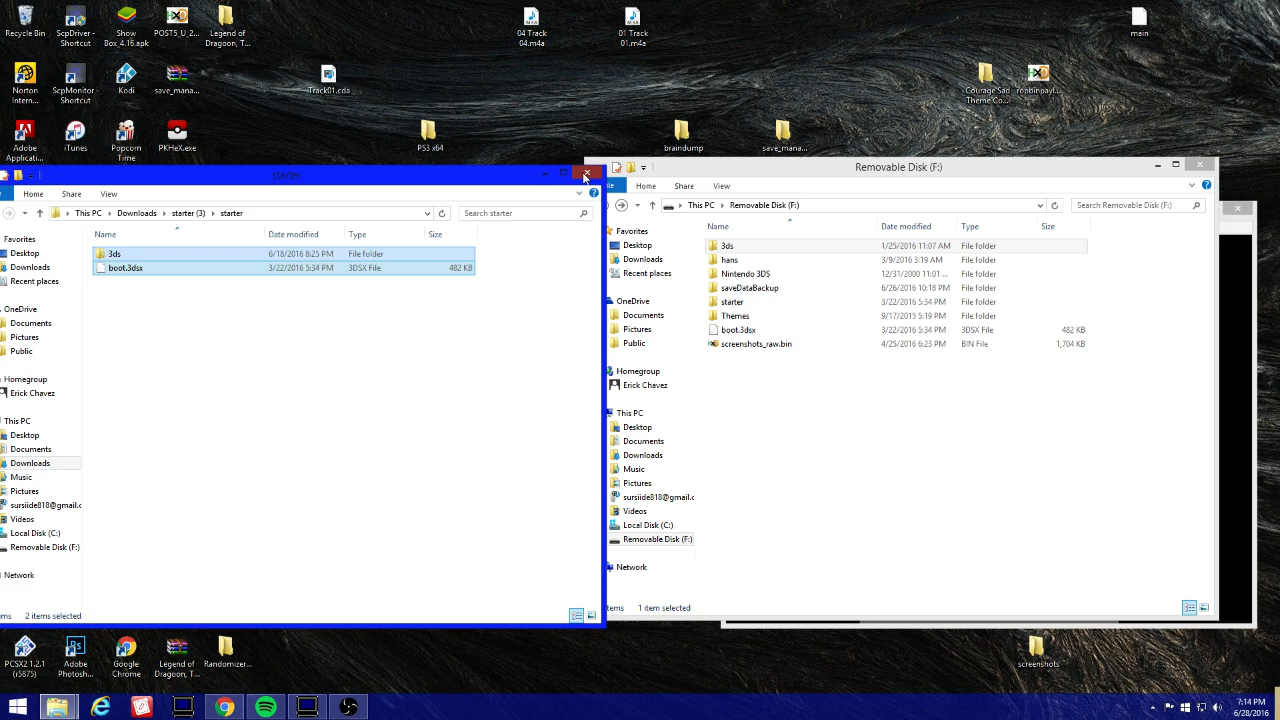 Recycle Bin
ScpDriver -
Shortcut
Show
Box_4.16.apk
POST5_U_2...
Legend of
Dragoon, T...
04 Track
04.m4a
01 Track
01.m4a
main
Norton
Intern...
ScpMonitor -
Shortcut
Kodi
save_mana...
Track01.cda
Courage Sad
Theme Co...
Adobe
Applicati...
iTunes
Popcorn
Time
PKHeX.exe
PS3 x64
braindump
save_mana...
starter
Home
Share
View
This PC
Downloads
starter (3)
starter
Search starter
Name
Date modified
Type
Size
3ds
6/18/2016 8:25 PM
File folder
boot.3dsx
3/22/2016 5:34 PM
3DSX File
482 KB
Favorites
Desktop
Downloads
Recent places
OneDrive
Documents
Pictures
Public
Homegroup
Erick Chavez
This PC
Desktop
Documents
Downloads
Music
Pictures
sursiide818@gmail.c
Videos
Local Disk (C:)
Removable Disk (F:)
Network
ems
2 items selected
Removable Disk (F:)
Home
Share
View
This PC
Removable Disk (F:)
Search Removable Disk (F:)
Name
Date modified
Type
Size
3ds
1/25/2016 11:07 AM
File folder
hans
3/9/2016 3:19 AM
File folder
Nintendo 3DS
12/31/2000 11:01 ...
File folder
saveDataBackup
6/26/2016 10:18 PM
File folder
starter
3/22/2016 5:34 PM
File folder
Themes
9/17/2015 5:19 PM
File folder
boot.3dsx
3/22/2016 5:34 PM
3DSX File
482 KB
screenshots_raw.bin
4/25/2016 6:23 PM
BIN File
1,704 KB
Favorites
Desktop
Downloads
Recent places
OneDrive
Documents
Pictures
Public
Homegroup
Erick Chavez
This PC
Desktop
Documents
Downloads
Music
Pictures
sursiide818@gmail.c
Videos
Local Disk (C:)
Removable Disk (F:)
Network
tems
1 item selected
PCSX2 1.2.1
(r5875)
Adobe
Photosh...
Google
Chrome
Legend of
Dragoon, T...
Randomizer...
screenshots
7:14 PM
6/28/2016